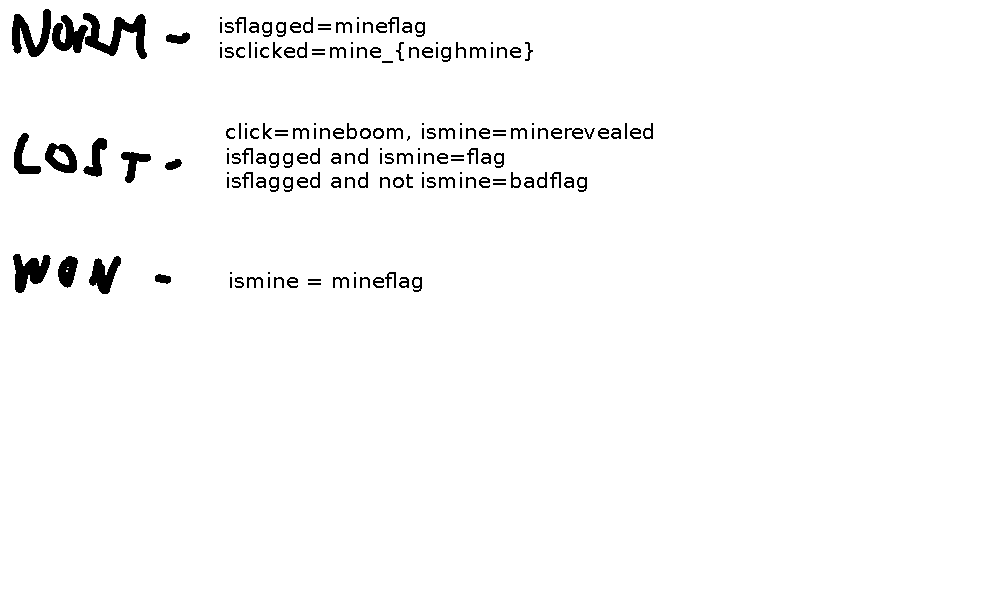 NORM - isflagged=mineflag
isclicked=mine_{neighmine}
LOST - click=mineboom, ismine=minerevealed
isflagged and ismine=flag
isflagged and not ismine=badflag
WON - ismine = mineflag